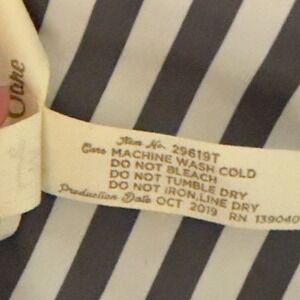 Care
Item No. 29619T
Care MACHINE WASH COLD
DO NOT BLEACH
DO NOT TUMBLE DRY
DO NOT IRON, LINE DRY
Production Date OCT 2019 RN 139040